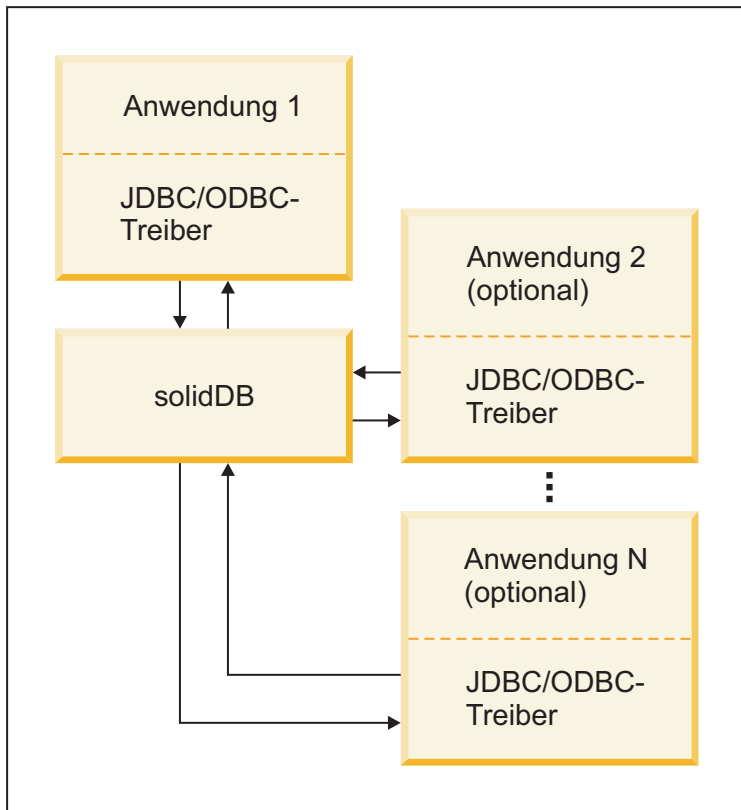 Anwendung 1
JDBC/ODBC-
Treiber
solidDB
Anwendung 2
(optional)
JDBC/ODBC-
Treiber
Anwendung N
(optional)
JDBC/ODBC-
Treiber